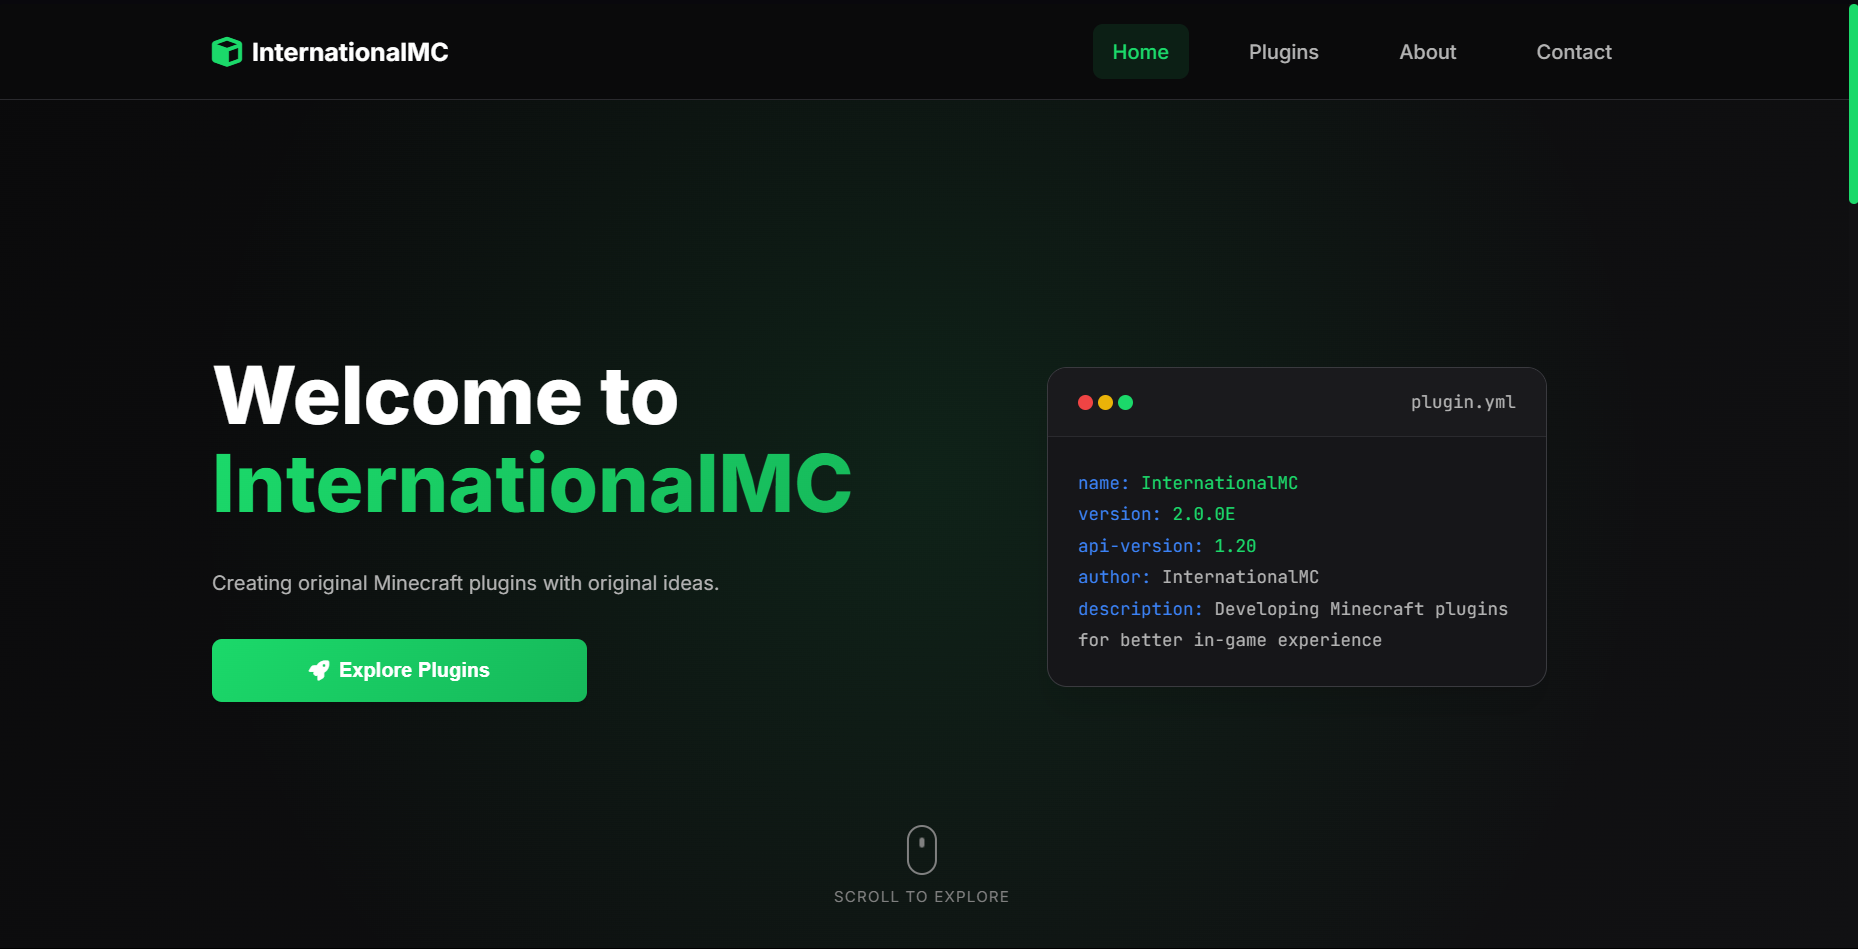 InternationalMC
Home
Plugins
About
Contact
Welcome to
InternationalMC
Creating original Minecraft plugins with original ideas.
Explore Plugins
plugin.yml
name: InternationalMC
version: 2.0.0E
api-version: 1.20
author: InternationalMC
description: Developing Minecraft plugins
for better in-game experience
SCROLL TO EXPLORE